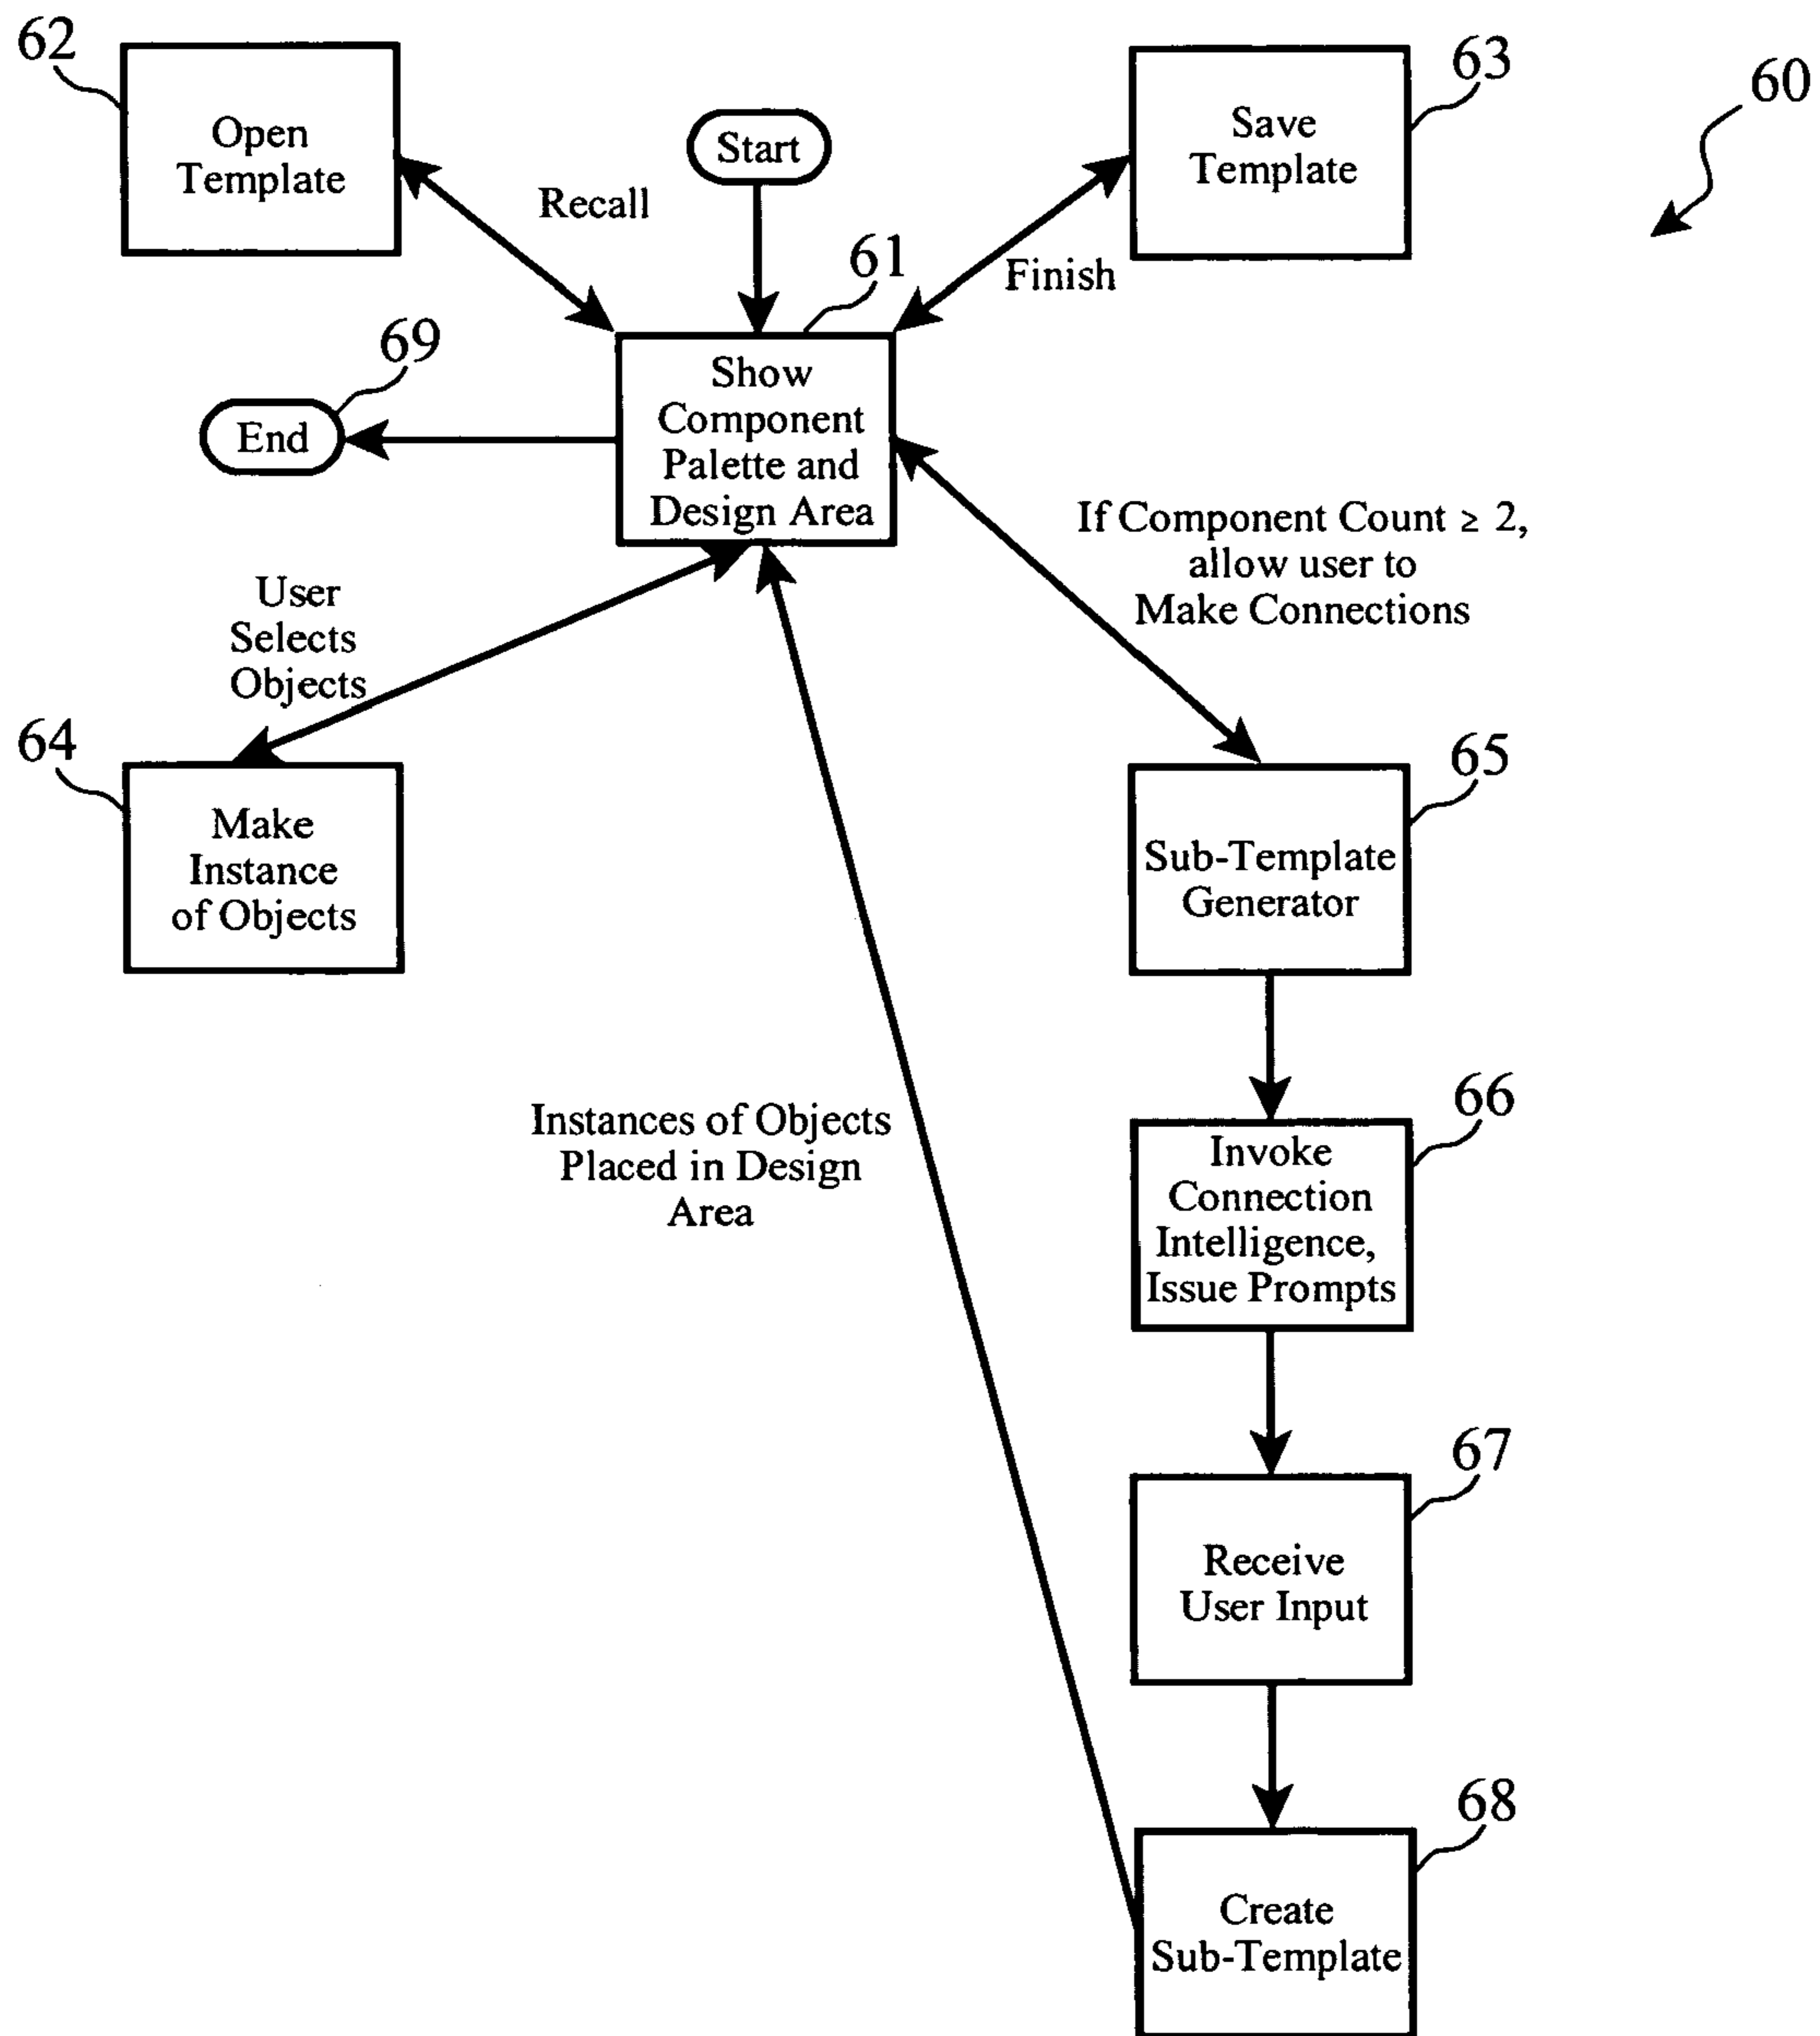 62
Open
Template
Start
63
Save
Template
60
Recall
Finish
61
Show
Component
Palette and
Design Area
69
End
If Component Count ≥ 2,
allow user to
Make Connections
User
Selects
Objects
64
Make
Instance
of Objects
65
Sub-Template
Generator
Instances of Objects
Placed in Design
Area
66
Invoke
Connection
Intelligence,
Issue Prompts
67
Receive
User Input
68
Create
Sub-Template